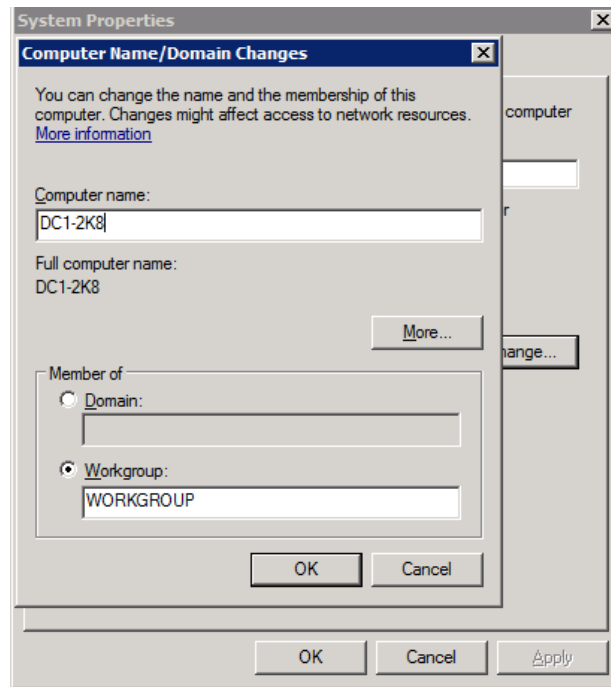 System Properties
Computer Name/Domain Changes
You can change the name and the membership of this
computer. Changes might affect access to network resources.
More information
computer
Computer name:
DC1-2K8
r
Full computer name:
DC1-2K8
More...
hange...
Member of
Domain:
Workgroup:
WORKGROUP
OK Cancel
OK Cancel Apply